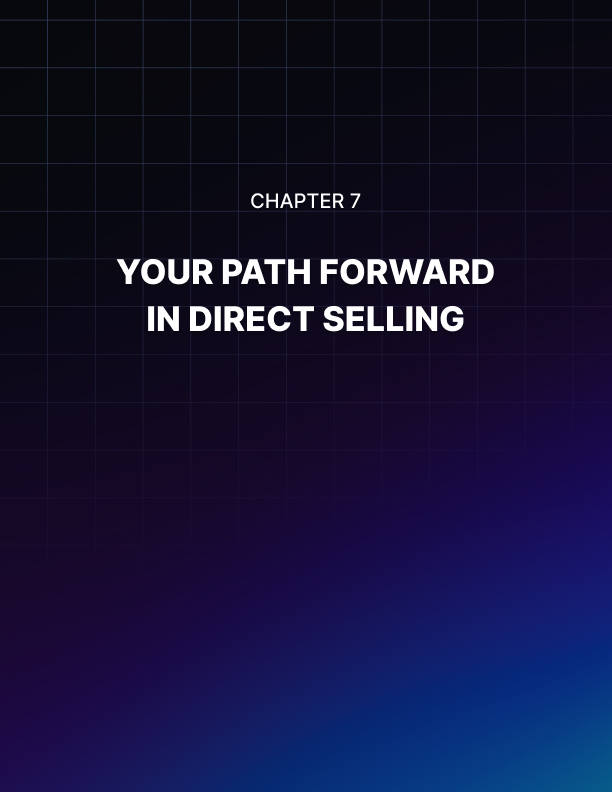 CHAPTER 7
YOUR PATH FORWARD
IN DIRECT SELLING